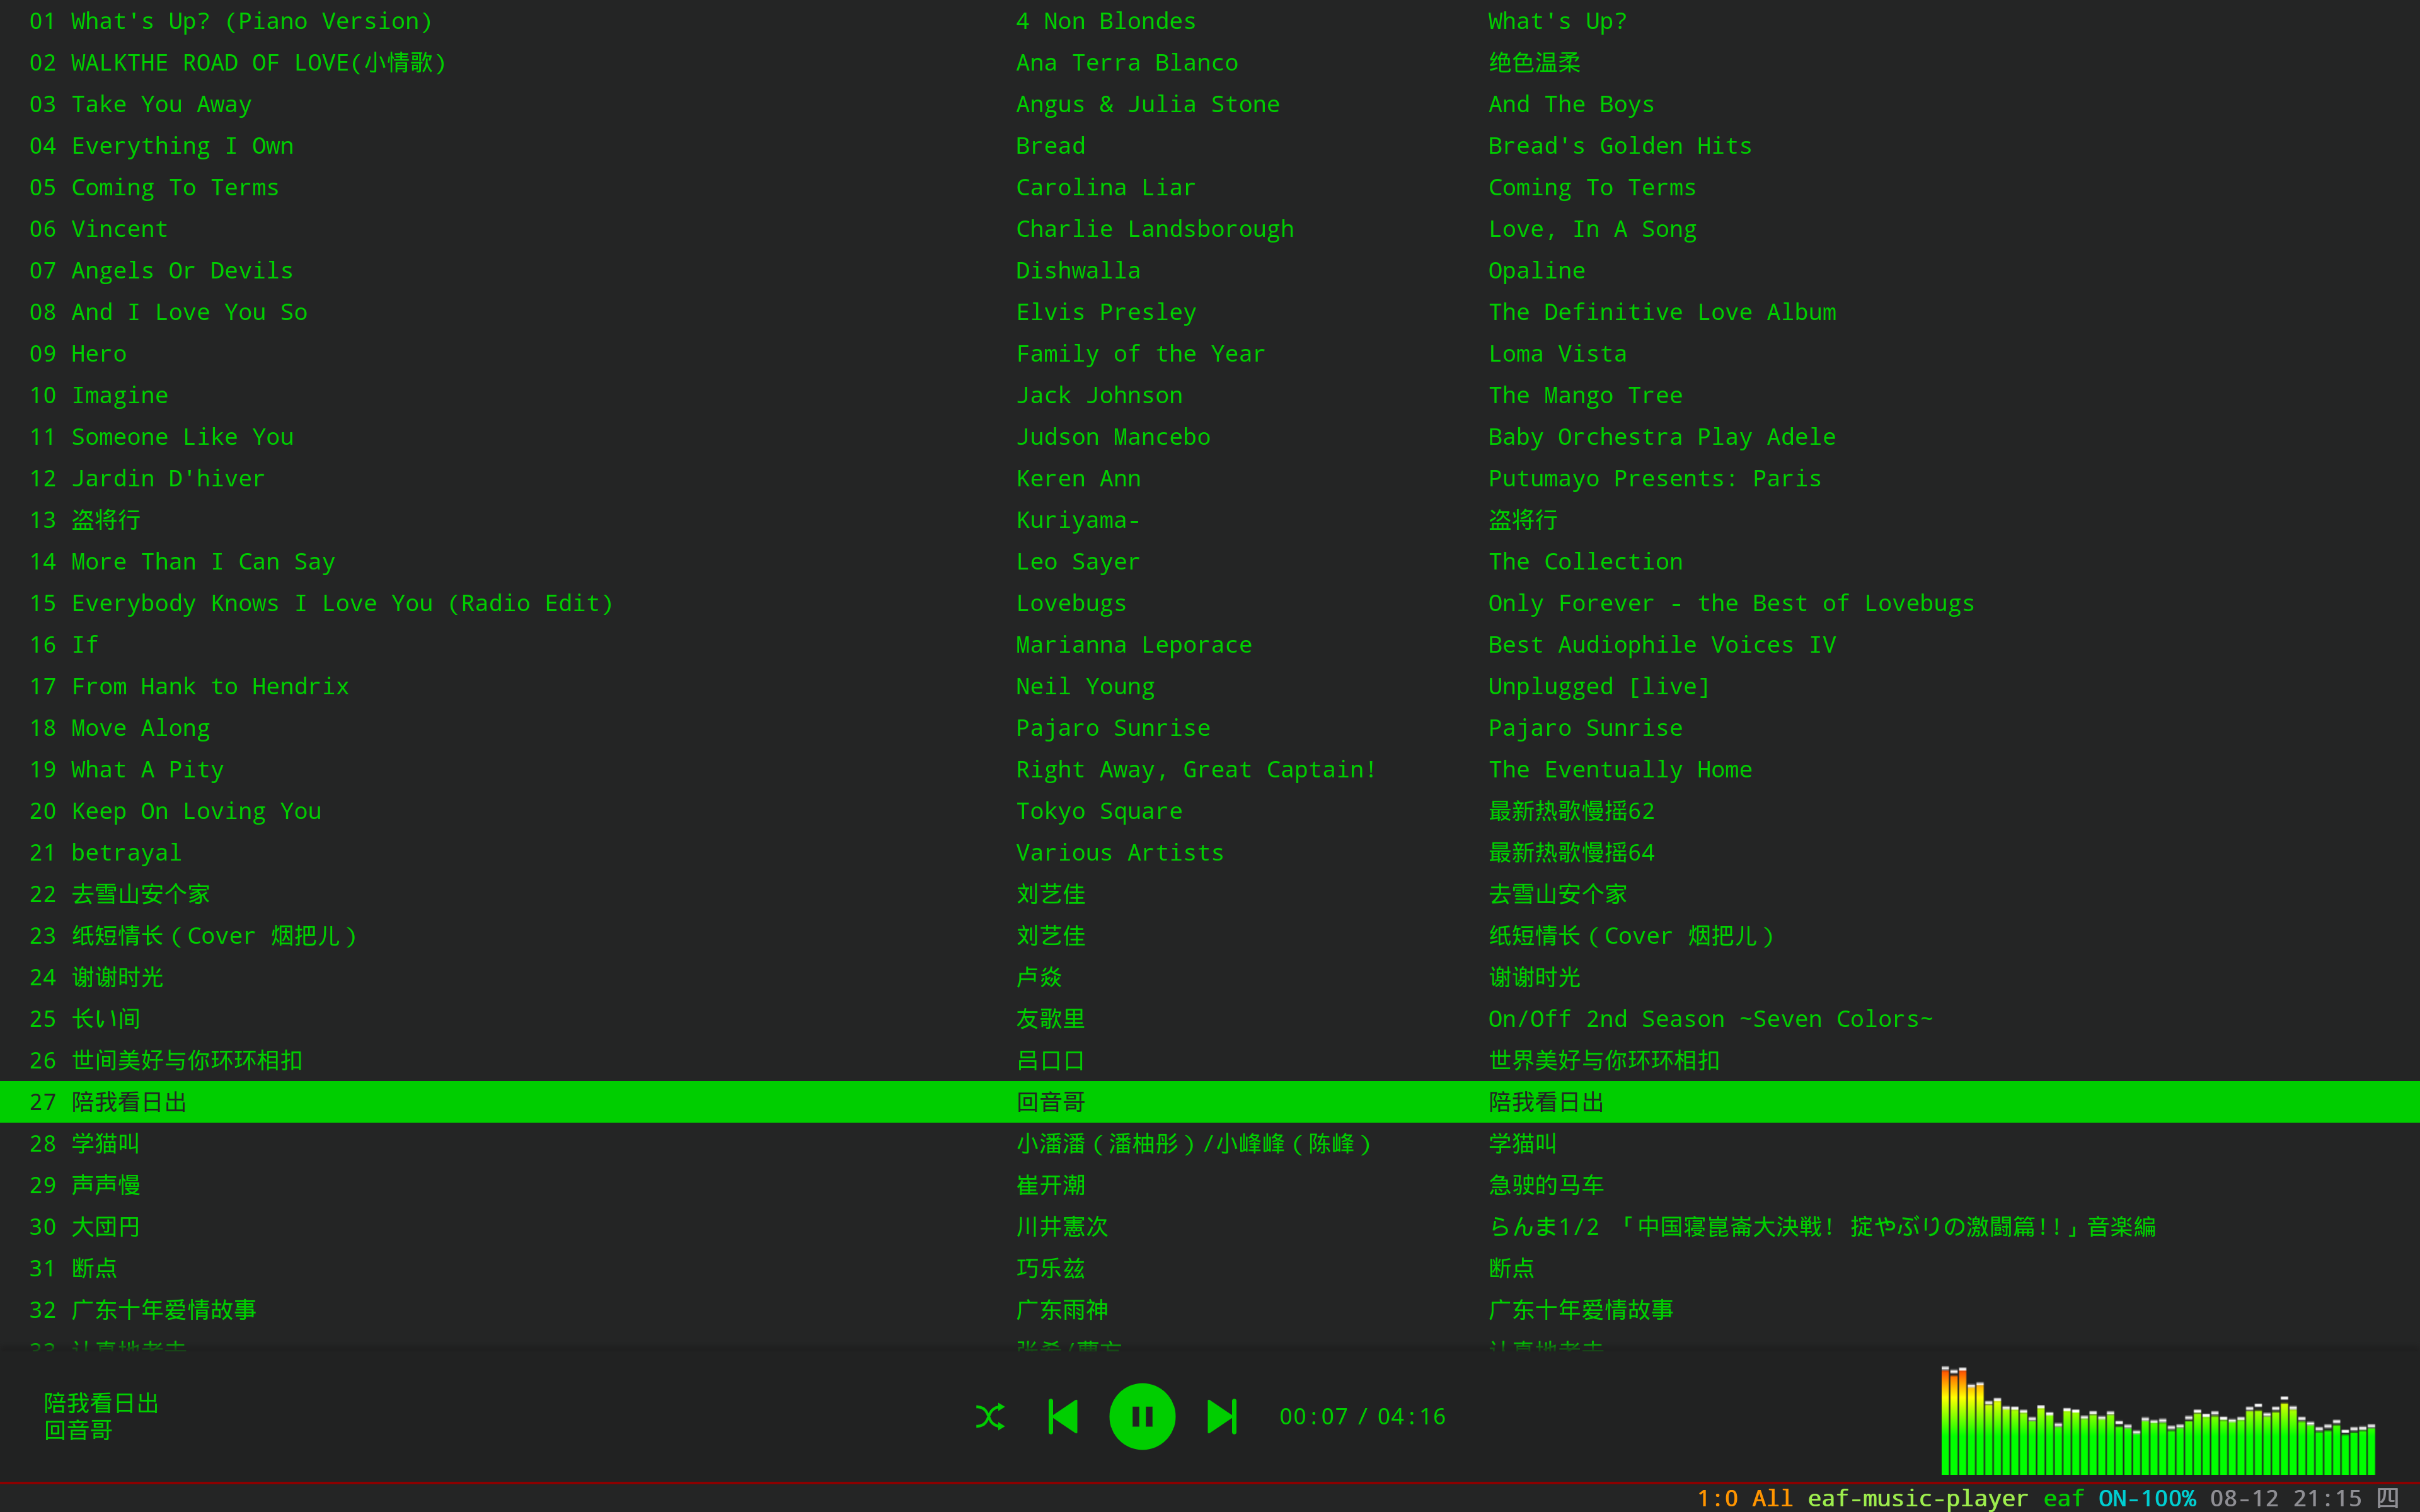 01 What's Up? (Piano Version) 4 Non Blondes What's Up?
02 WALKTHE ROAD OF LOVE(小情歌) Ana Terra Blanco 绝色温柔
03 Take You Away Angus & Julia Stone And The Boys
04 Everything I Own Bread Bread's Golden Hits
05 Coming To Terms Carolina Liar Coming To Terms
06 Vincent Charlie Landsborough Love, In A Song
07 Angels Or Devils Dishwalla Opaline
08 And I Love You So Elvis Presley The Definitive Love Album
09 Hero Family of the Year Loma Vista
10 Imagine Jack Johnson The Mango Tree
11 Someone Like You Judson Mancebo Baby Orchestra Play Adele
12 Jardin D'hiver Keren Ann Putumayo Presents: Paris
13 盗将行 Kuriyama- 盗将行
14 More Than I Can Say Leo Sayer The Collection
15 Everybody Knows I Love You (Radio Edit) Lovebugs Only Forever - the Best of Lovebugs
16 If Marianna Leporace Best Audiophile Voices IV
17 From Hank to Hendrix Neil Young Unplugged [live]
18 Move Along Pajaro Sunrise Pajaro Sunrise
19 What A Pity Right Away, Great Captain! The Eventually Home
20 Keep On Loving You Tokyo Square 最新热歌慢摇62
21 betrayal Various Artists 最新热歌慢摇64
22 去雪山安个家 刘艺佳 去雪山安个家
23 纸短情长（Cover 烟把儿） 刘艺佳 纸短情长（Cover 烟把儿）
24 谢谢时光 卢焱 谢谢时光
25 长い间 友歌里 On/Off 2nd Season ~Seven Colors~
26 世间美好与你环环相扣 吕口口 世界美好与你环环相扣
27 陪我看日出 回音哥 陪我看日出
28 学猫叫 小潘潘（潘柚彤）/小峰峰（陈峰） 学猫叫
29 声声慢 崔开潮 急驶的马车
30 大団円 川井憲次 らんま1/2 「中国寝崑崙大決戦! 掟やぶりの激闘篇!!」音楽編
31 断点 巧乐兹 断点
32 广东十年爱情故事 广东雨神 广东十年爱情故事
陪我看日出
回音哥
00:07 / 04:16
1:0 All eaf-music-player eaf ON-100% 08-12 21:15 四